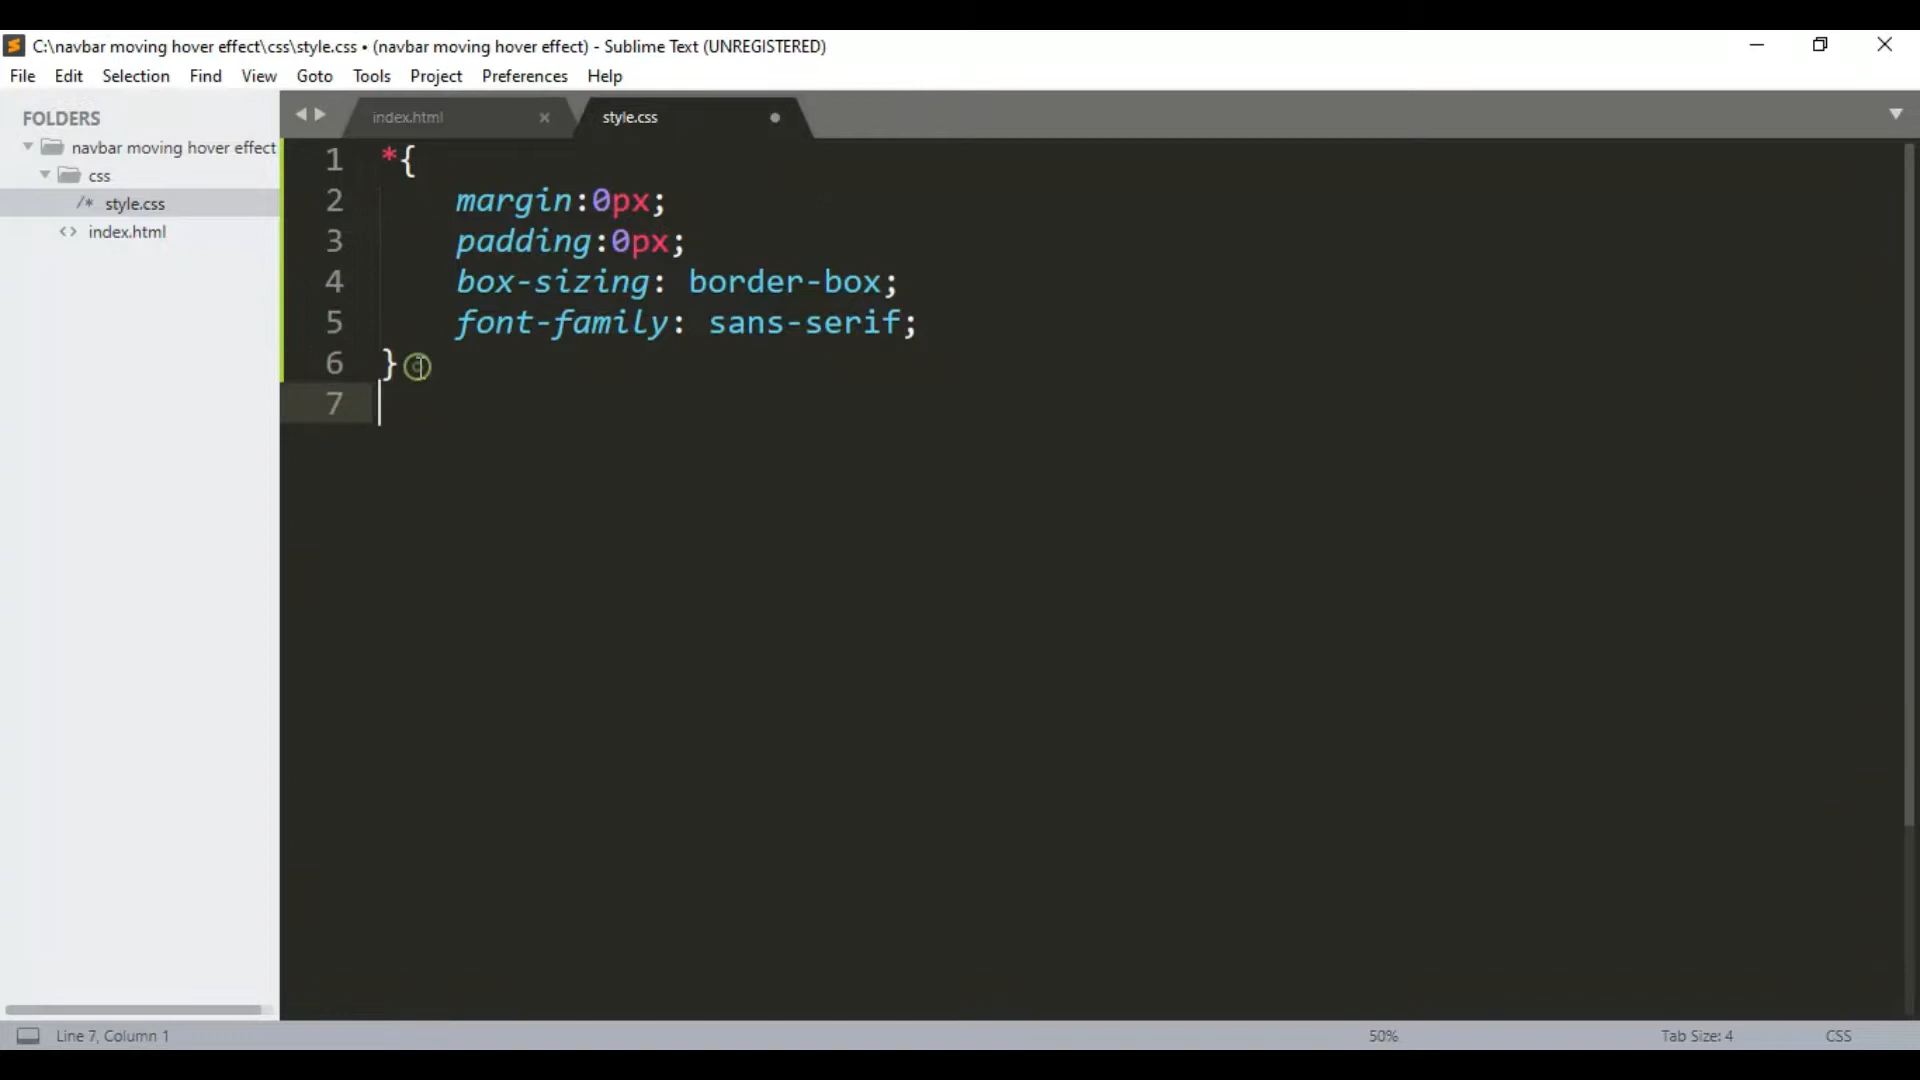 C:\navbar moving hover effect\css\style.css • (navbar moving hover effect) - Sublime Text (UNREGISTERED)
File Edit Selection Find View Goto Tools Project Preferences Help
FOLDERS
navbar moving hover effect
css
/* style.css
<> index.html
index.html × style.css
1 *{
2 margin:0px;
3 padding:0px;
4 box-sizing: border-box;
5 font-family: sans-serif;
6 }
7
Line 7, Column 1 50% Tab Size: 4 CSS